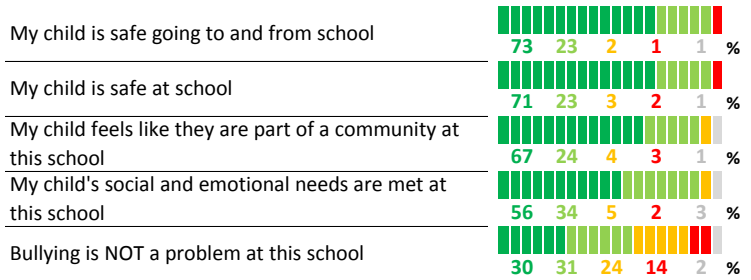 My child is safe going to and from school
73 23 2 1 1 %
My child is safe at school
71 23 3 2 1 %
My child feels like they are part of a community at
this school
67 24 4 3 1 %
My child's social and emotional needs are met at
this school
56 34 5 2 3 %
Bullying is NOT a problem at this school
30 31 24 14 2 %